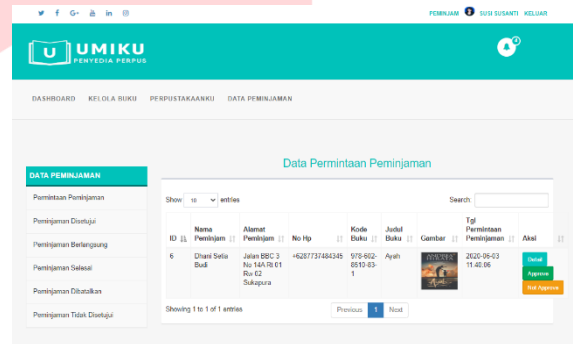 G+ in
PEMINJAM SUSI SUSANTI KELUAR
U UMIKU
PENYEDIA PERPUS
DASHBOARD KELOLA BUKU PERPUSTAKAANKU DATA PEMINJAMAN
Data Permintaan Peminjaman
DATA PEMINJAMAN
Permintaan Peminjaman
Peminjaman Disetujui
Peminjaman Berlangsung
Peminjaman Selesai
Peminjaman Dibatalkan
Peminjaman Tidak Disetujui
Show 10 entries Search:
ID Nama Peminjam Alamat Peminjam No Hp Kode Buku Judul Buku Gambar Tgl Permintaan Peminjaman Aksi
6 Dhani Setia Budi Jalan BBC 3 No 14A Rt 01 Rw 02 Sukapura +6287737484345 978-602-8510-83-1 Ayah 2020-06-03 11:40:06
Detail
Approve
Not Approve
Showing 1 to 1 of 1 entries Previous 1 Next